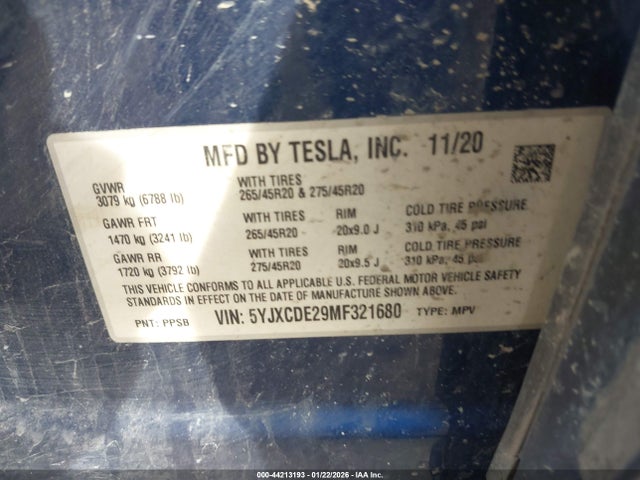 MFD BY TESLA, INC. 11/20
GVWR WITH TIRES
3079 kg (6788 lb) 265/45R20 & 275/45R20
GAWR FRT WITH TIRES RIM COLD TIRE PRESSURE
1470 kg (3241 lb) 265/45R20 20x9.0 J 310 kPa, 45 psi
GAWR RR WITH TIRES RIM COLD TIRE PRESSURE
1720 kg (3792 lb) 275/45R20 20x9.5 J 310 kPa, 45 psi
THIS VEHICLE CONFORMS TO ALL APPLICABLE U.S. FEDERAL MOTOR VEHICLE SAFETY
STANDARDS IN EFFECT ON THE DATE OF MANUFACTURE SHOWN ABOVE.
PNT: PPSB VIN: 5YJXCDE29MF321680 TYPE: MPV
000-44213193 - 01/22/2026 - IAA Inc.